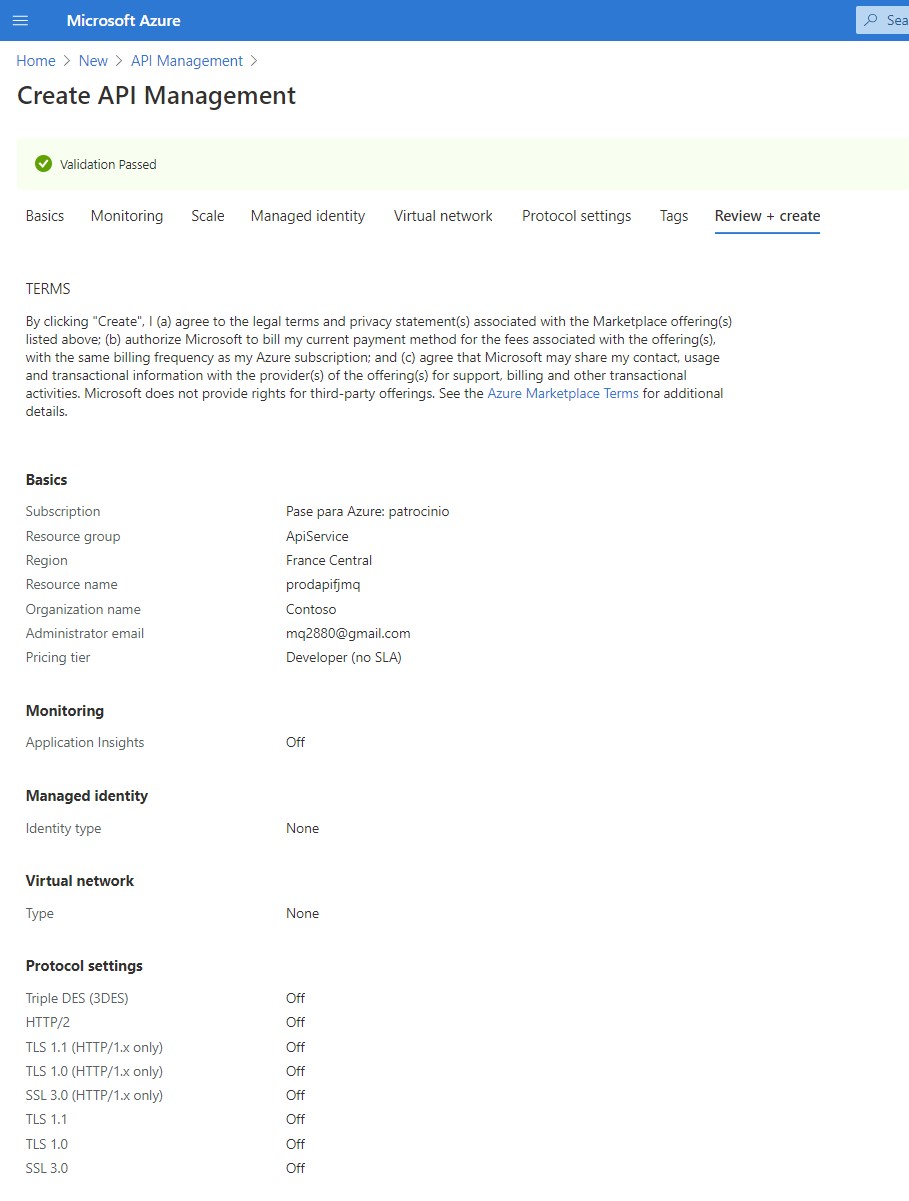 Microsoft Azure
Sea
Home > New > API Management >
Create API Management
Validation Passed
Basics Monitoring Scale Managed identity Virtual network Protocol settings Tags Review + create
TERMS
By clicking "Create", I (a) agree to the legal terms and privacy statement(s) associated with the Marketplace offering(s)
listed above; (b) authorize Microsoft to bill my current payment method for the fees associated with the offering(s),
with the same billing frequency as my Azure subscription; and (c) agree that Microsoft may share my contact, usage
and transactional information with the provider(s) of the offering(s) for support, billing and other transactional
activities. Microsoft does not provide rights for third-party offerings. See the Azure Marketplace Terms for additional
details.
Basics
Subscription Pase para Azure: patrocinio
Resource group ApiService
Region France Central
Resource name prodapifjmq
Organization name Contoso
Administrator email mq2880@gmail.com
Pricing tier Developer (no SLA)
Monitoring
Application Insights Off
Managed identity
Identity type None
Virtual network
Type None
Protocol settings
Triple DES (3DES) Off
HTTP/2 Off
TLS 1.1 (HTTP/1.x only) Off
TLS 1.0 (HTTP/1.x only) Off
SSL 3.0 (HTTP/1.x only) Off
TLS 1.1 Off
TLS 1.0 Off
SSL 3.0 Off